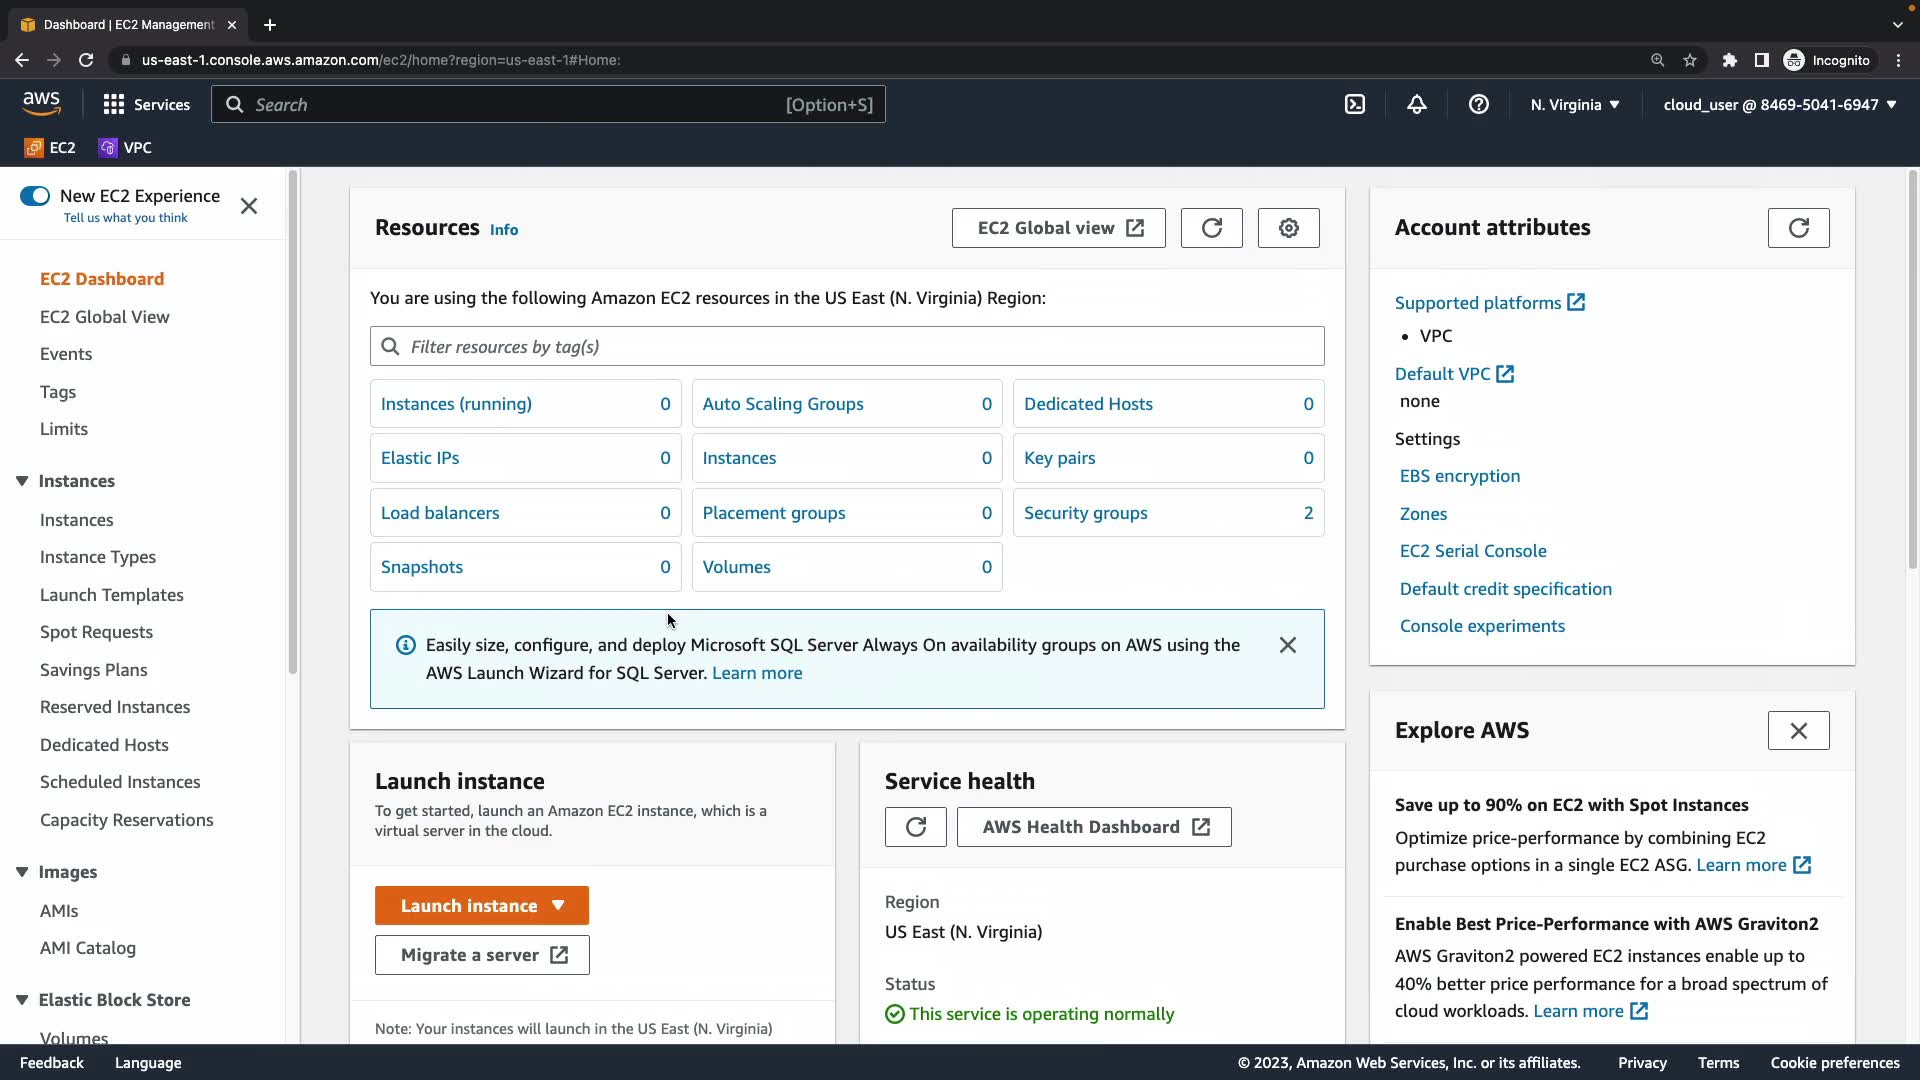 Dashboard | EC2 Management
us-east-1.console.aws.amazon.com/ec2/home?region=us-east-1#Home:
Incognito
aws
Services
Search
[Option+S]
N. Virginia
cloud_user @ 8469-5041-6947
EC2
VPC
New EC2 Experience
Tell us what you think
EC2 Dashboard
EC2 Global View
Events
Tags
Limits
Instances
Instances
Instance Types
Launch Templates
Spot Requests
Savings Plans
Reserved Instances
Dedicated Hosts
Scheduled Instances
Capacity Reservations
Images
AMIs
AMI Catalog
Elastic Block Store
Volumes
Resources Info
EC2 Global view
You are using the following Amazon EC2 resources in the US East (N. Virginia) Region:
Filter resources by tag(s)
Instances (running) 0
Auto Scaling Groups 0
Dedicated Hosts 0
Elastic IPs 0
Instances 0
Key pairs 0
Load balancers 0
Placement groups 0
Security groups 2
Snapshots 0
Volumes 0
Easily size, configure, and deploy Microsoft SQL Server Always On availability groups on AWS using the
AWS Launch Wizard for SQL Server. Learn more
Launch instance
To get started, launch an Amazon EC2 instance, which is a
virtual server in the cloud.
Launch instance
Migrate a server
Note: Your instances will launch in the US East (N. Virginia)
Service health
AWS Health Dashboard
Region
US East (N. Virginia)
Status
This service is operating normally
Account attributes
Supported platforms
• VPC
Default VPC
none
Settings
EBS encryption
Zones
EC2 Serial Console
Default credit specification
Console experiments
Explore AWS
Save up to 90% on EC2 with Spot Instances
Optimize price-performance by combining EC2
purchase options in a single EC2 ASG. Learn more
Enable Best Price-Performance with AWS Graviton2
AWS Graviton2 powered EC2 instances enable up to
40% better price performance for a broad spectrum of
cloud workloads. Learn more
Feedback
Language
© 2023, Amazon Web Services, Inc. or its affiliates.
Privacy
Terms
Cookie preferences